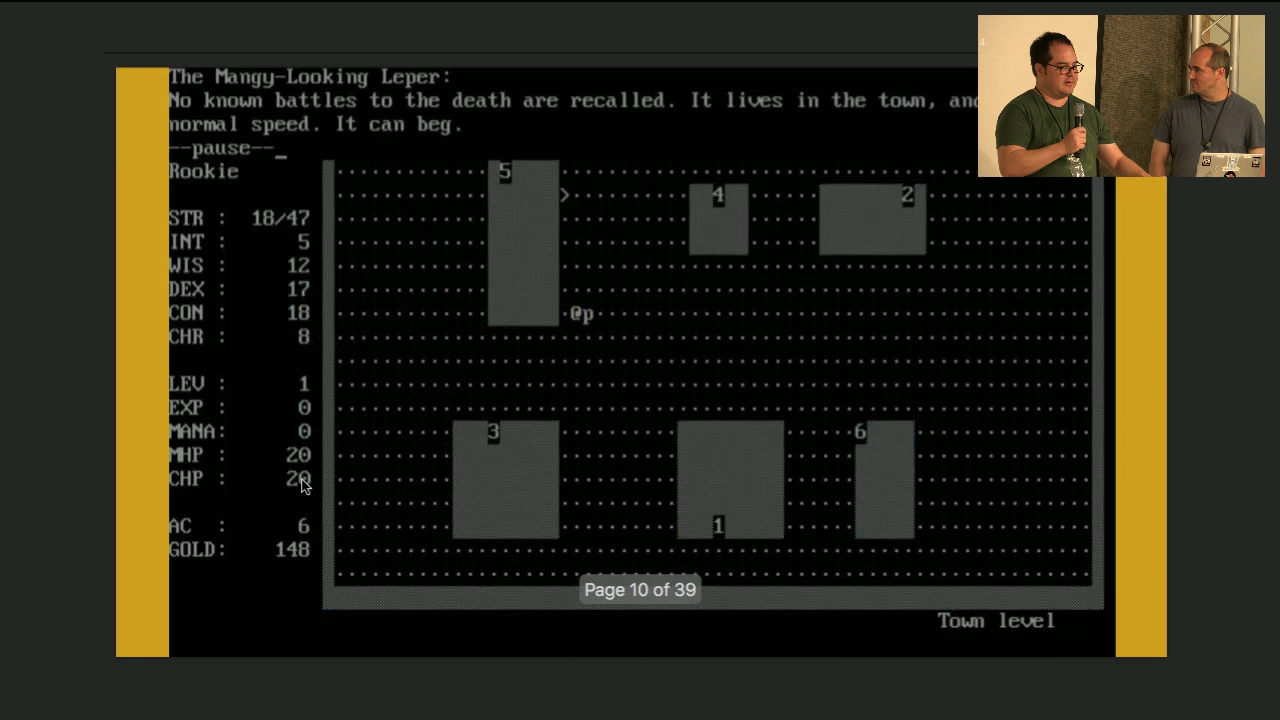 The Mangy-Looking Leper:
No known battles to the death are recalled. It lives in the town, and
normal speed. It can beg.
--pause--_
Rookie
STR : 18/47
INT : 5
WIS : 12
DEX : 17
CON : 18
CHR : 8
LEV : 1
EXP : 0
MANA: 0
MHP : 20
CHP : 20
AC : 6
GOLD: 148
5
>
4
2
@p
3
6
1
Page 10 of 39
Town level